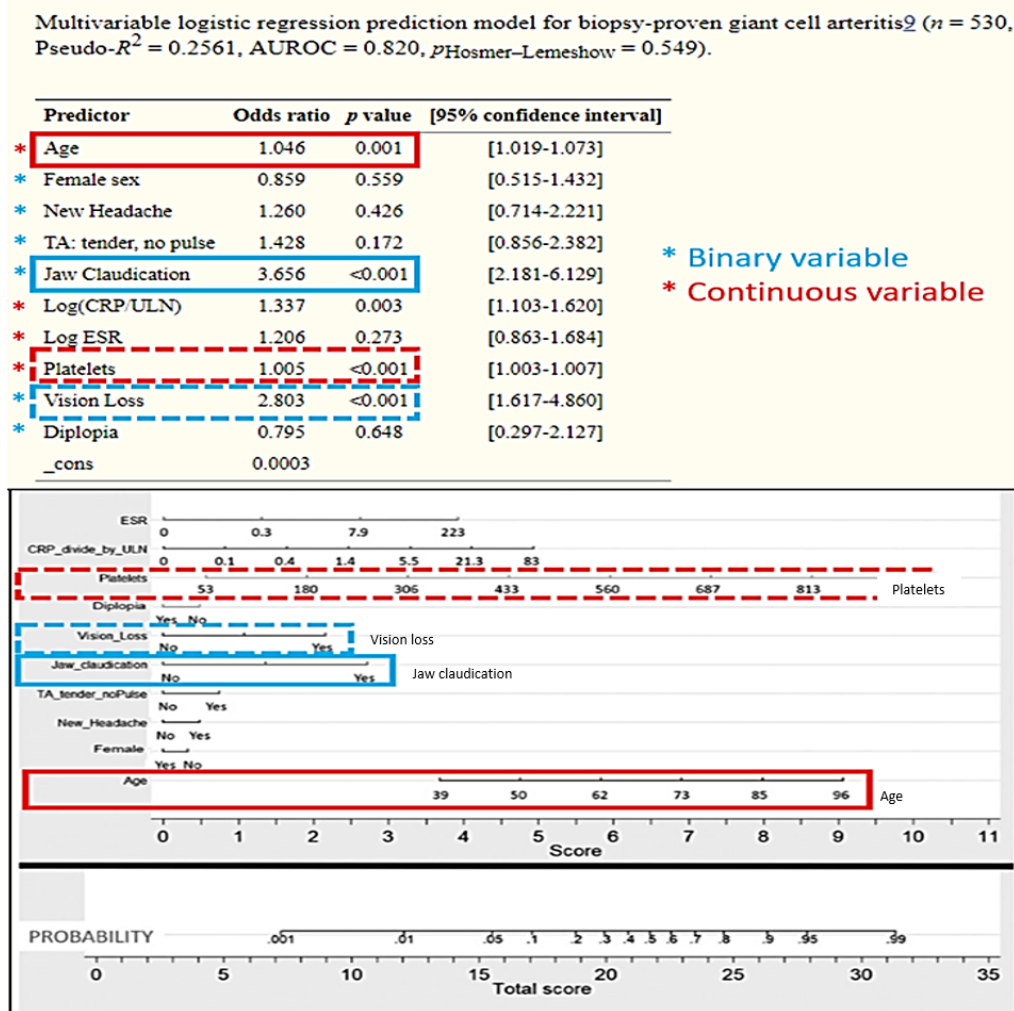 Multivariable logistic regression prediction model for biopsy-proven giant cell arteritis9 (n = 530,
Pseudo-R2 = 0.2561, AUROC = 0.820, pHosmer–Lemeshow = 0.549).
Predictor Odds ratio p value [95% confidence interval]
* Age 1.046 0.001 [1.019-1.073]
* Female sex 0.859 0.559 [0.515-1.432]
* New Headache 1.260 0.426 [0.714-2.221]
* TA: tender, no pulse 1.428 0.172 [0.856-2.382]
* Jaw Claudication 3.656 <0.001 [2.181-6.129]
* Log(CRP/ULN) 1.337 0.003 [1.103-1.620]
* Log ESR 1.206 0.273 [0.863-1.684]
* Platelets 1.005 <0.001 [1.003-1.007]
* Vision Loss 2.803 <0.001 [1.617-4.860]
* Diplopia 0.795 0.648 [0.297-2.127]
_cons 0.0003
* Binary variable
* Continuous variable
ESR
0 0.3 7.9 223
CRP_divide_by_ULN
0 0.1 0.4 1.4 5.5 21.3 83
Platelets
53 180 306 433 560 687 813 Platelets
Diplopia
Yes No
Vision_Loss
No Yes Vision loss
Jaw_claudication
No Yes Jaw claudication
TA_tender_noPulse
No Yes
New_Headache
No Yes
Female
Yes No
Age
39 50 62 73 85 96 Age
0 1 2 3 4 5 6 7 8 9 10 11
Score
PROBABILITY .001 .01 .05 .1 .2 .3 .4 .5 .6 .7 .8 .9 .95 .99
0 5 10 15 20 25 30 35
Total score